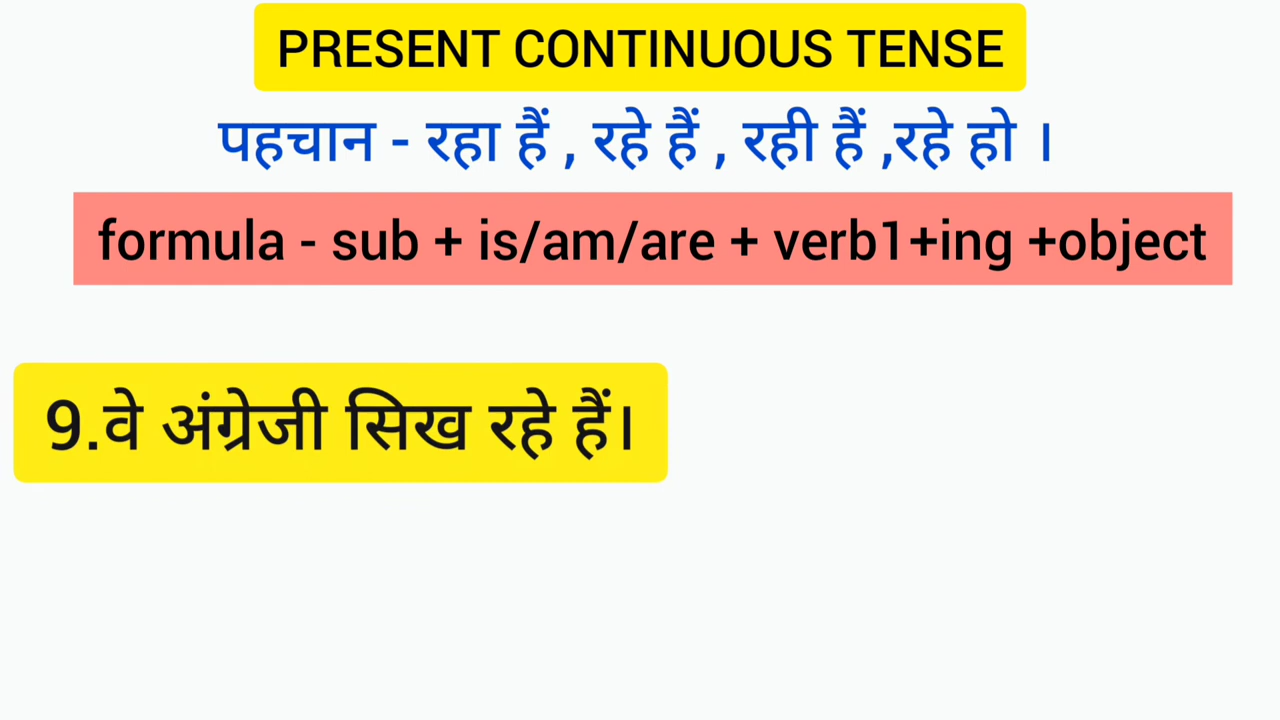 PRESENT CONTINUOUS TENSE
पहचान - रहा हैं , रहे हैं , रही हैं ,रहे हो ।
formula - sub + is/am/are + verb1+ing +object
9.वे अंग्रेजी सिख रहे हैं।